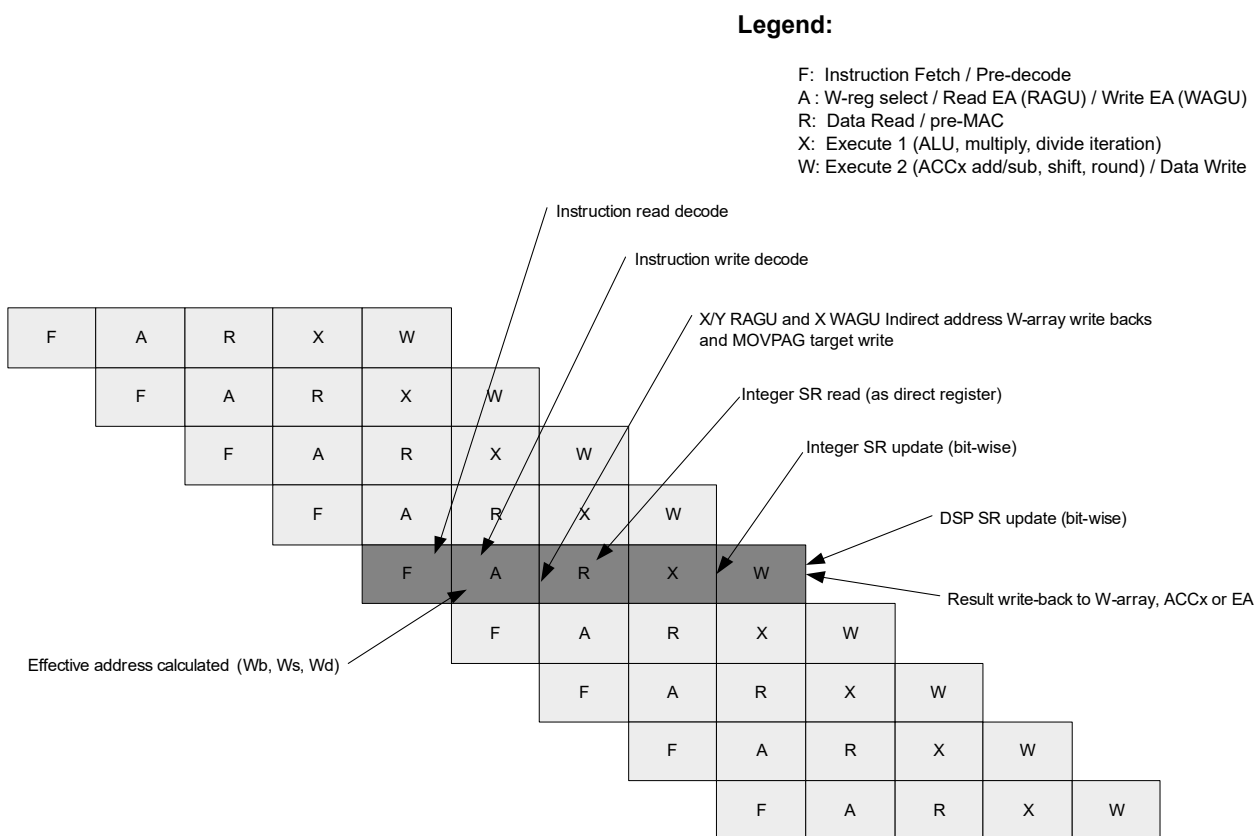 Legend:
F: Instruction Fetch / Pre-decode
A : W-reg select / Read EA (RAGU) / Write EA (WAGU)
R: Data Read / pre-MAC
X: Execute 1 (ALU, multiply, divide iteration)
W: Execute 2 (ACCx add/sub, shift, round) / Data Write
Instruction read decode
Instruction write decode
X/Y RAGU and X WAGU Indirect address W-array write backs
and MOVPAG target write
F A R X W
F A R X W
Integer SR read (as direct register)
F A R X W
Integer SR update (bit-wise)
F A R X W
DSP SR update (bit-wise)
F A R X W
Result write-back to W-array, ACCx or EA
F A R X W
Effective address calculated (Wb, Ws, Wd)
F A R X W
F A R X W
F A R X W